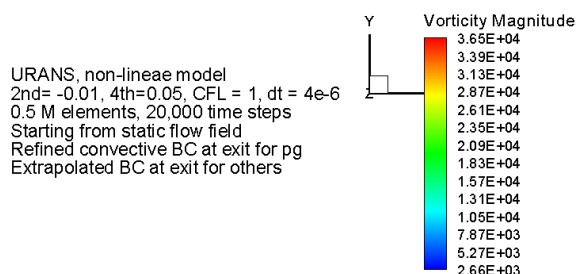 URANS, non-lineae model
2nd= -0.01, 4th=0.05, CFL = 1, dt = 4e-6
0.5 M elements, 20,000 time steps
Starting from static flow field
Refined convective BC at exit for pg
Extrapolated BC at exit for others
Y
Z
Vorticity Magnitude
3.65E+04
3.39E+04
3.13E+04
2.87E+04
2.61E+04
2.35E+04
2.09E+04
1.83E+04
1.57E+04
1.31E+04
1.05E+04
7.87E+03
5.27E+03
2.66E+03